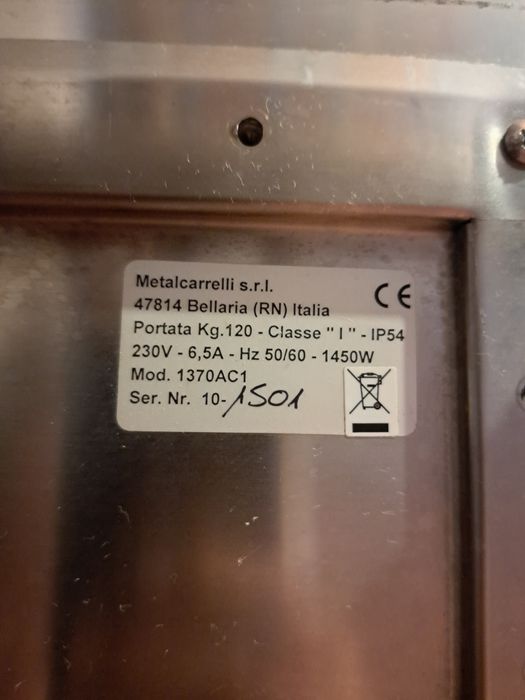 Metalcarrelli s.r.l.
CE
47814 Bellaria (RN) Italia
Portata Kg.120 - Classe " I " - IP54
230V - 6,5A - Hz 50/60 - 1450W
Mod. 1370AC1
Ser. Nr. 10-1501